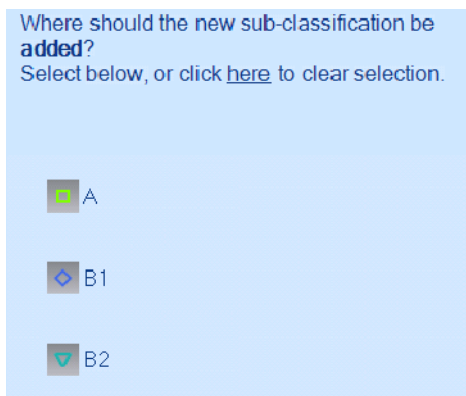 Where should the new sub-classification be
added?
Select below, or click here to clear selection.
A
B1
B2